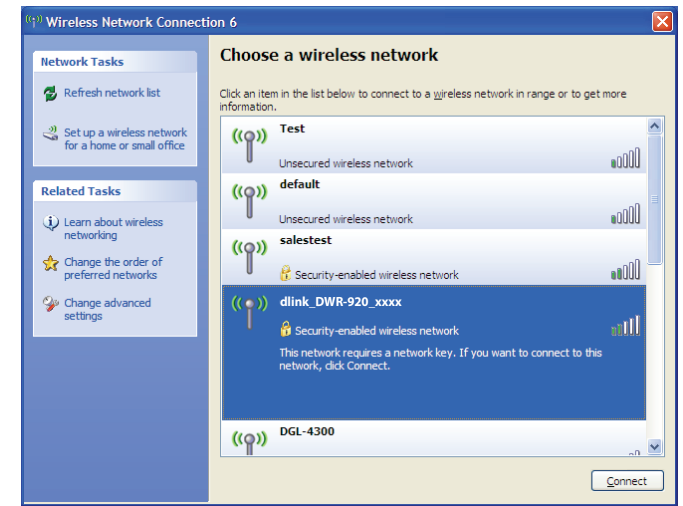 Wireless Network Connection 6
Network Tasks
Refresh network list
Set up a wireless network
for a home or small office
Related Tasks
Learn about wireless
networking
Change the order of
preferred networks
Change advanced
settings
Choose a wireless network
Click an item in the list below to connect to a wireless network in range or to get more
information.
Test
Unsecured wireless network
default
Unsecured wireless network
salestest
Security-enabled wireless network
dlink_DWR-920_xxxx
Security-enabled wireless network
This network requires a network key. If you want to connect to this
network, click Connect.
DGL-4300
Connect